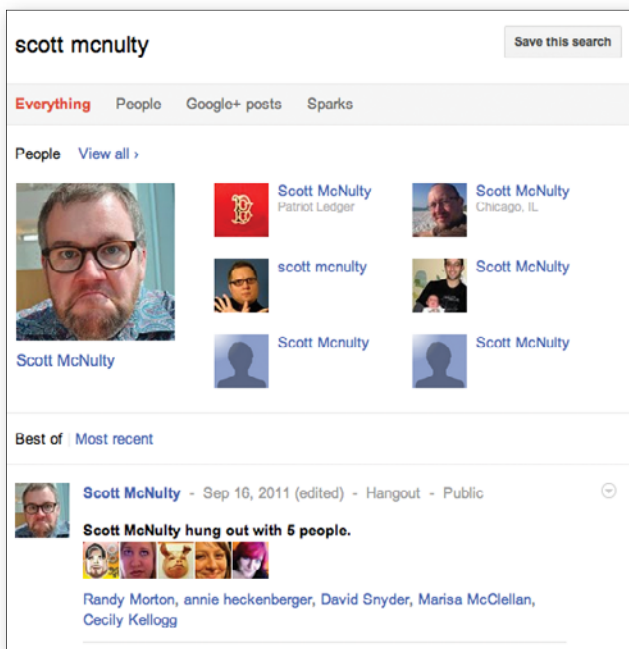 scott mcnulty
Save this search
Everything People Google+ posts Sparks
People View all ›
Scott McNulty
Scott McNulty
Patriot Ledger
Scott McNulty
Chicago, IL
scott mcnulty
Scott McNulty
Scott Mcnulty
Scott McNulty
Best of Most recent
Scott McNulty - Sep 16, 2011 (edited) - Hangout - Public
Scott McNulty hung out with 5 people.
Randy Morton, annie heckenberger, David Snyder, Marisa McClellan,
Cecily Kellogg